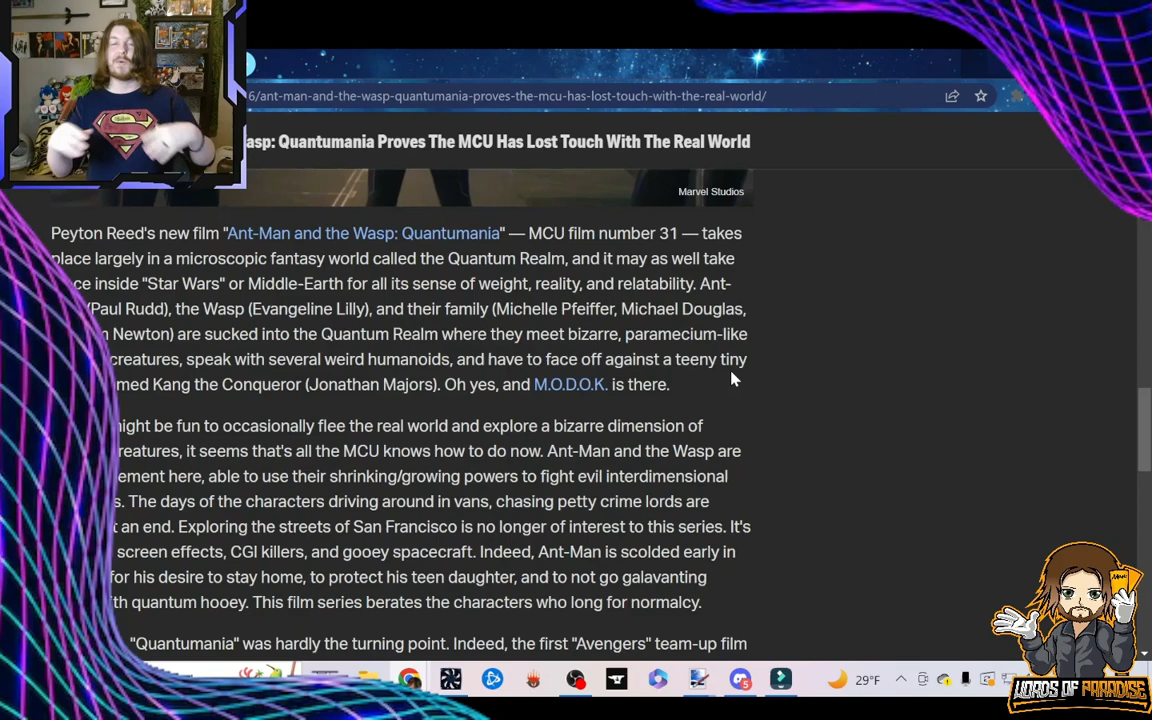 6/ant-man-and-the-wasp-quantumania-proves-the-mcu-has-lost-touch-with-the-real-world/
asp: Quantumania Proves The MCU Has Lost Touch With The Real World
Marvel Studios
Peyton Reed's new film "Ant-Man and the Wasp: Quantumania" — MCU film number 31 — takes
place largely in a microscopic fantasy world called the Quantum Realm, and it may as well take
ce inside "Star Wars" or Middle-Earth for all its sense of weight, reality, and relatability. Ant-
(Paul Rudd), the Wasp (Evangeline Lilly), and their family (Michelle Pfeiffer, Michael Douglas,
n Newton) are sucked into the Quantum Realm where they meet bizarre, paramecium-like
creatures, speak with several weird humanoids, and have to face off against a teeny tiny
med Kang the Conqueror (Jonathan Majors). Oh yes, and M.O.D.O.K. is there.
ight be fun to occasionally flee the real world and explore a bizarre dimension of
reatures, it seems that's all the MCU knows how to do now. Ant-Man and the Wasp are
ement here, able to use their shrinking/growing powers to fight evil interdimensional
s. The days of the characters driving around in vans, chasing petty crime lords are
t an end. Exploring the streets of San Francisco is no longer of interest to this series. It's
screen effects, CGI killers, and gooey spacecraft. Indeed, Ant-Man is scolded early in
for his desire to stay home, to protect his teen daughter, and to not go galavanting
th quantum hooey. This film series berates the characters who long for normalcy.
"Quantumania" was hardly the turning point. Indeed, the first "Avengers" team-up film
29°F
WORDS OF PARADISE